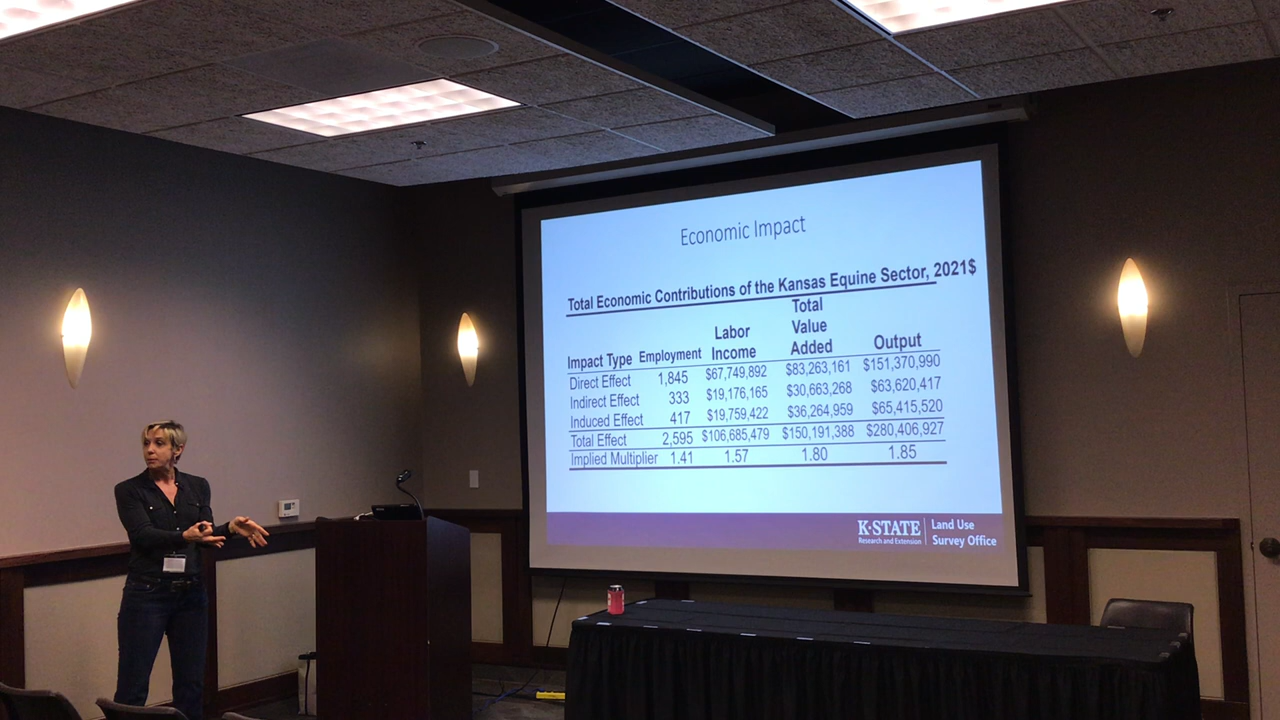 Economic Impact
Total Economic Contributions of the Kansas Equine Sector, 2021$
Impact Type Employment Labor Income Total Value Added Output
Direct Effect 1,845 $67,749,892 $83,263,161 $151,370,990
Indirect Effect 333 $19,176,165 $30,663,268 $63,620,417
Induced Effect 417 $19,759,422 $36,264,959 $65,415,520
Total Effect 2,595 $106,685,479 $150,191,388 $280,406,927
Implied Multiplier 1.41 1.57 1.80 1.85
K-STATE
Research and Extension
Land Use
Survey Office